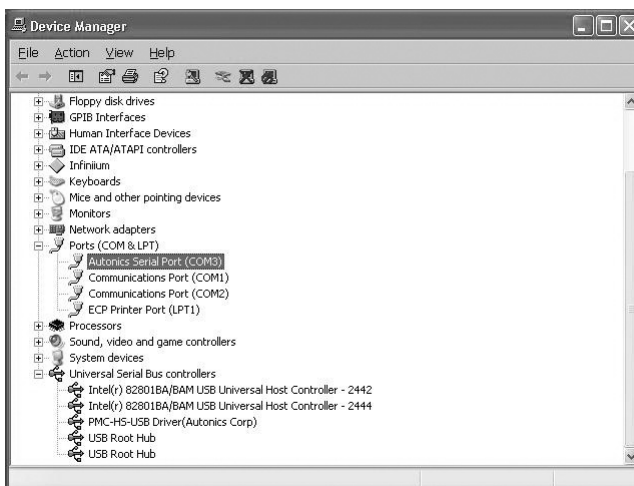 Device Manager
File Action View Help
Floppy disk drives
GPIB Interfaces
Human Interface Devices
IDE ATA/ATAPI controllers
Infiniium
Keyboards
Mice and other pointing devices
Monitors
Network adapters
Ports (COM & LPT)
Autonics Serial Port (COM3)
Communications Port (COM1)
Communications Port (COM2)
ECP Printer Port (LPT1)
Processors
Sound, video and game controllers
System devices
Universal Serial Bus controllers
Intel(r) 82801BA/BAM USB Universal Host Controller - 2442
Intel(r) 82801BA/BAM USB Universal Host Controller - 2444
PMC-HS-USB Driver(Autonics Corp)
USB Root Hub
USB Root Hub